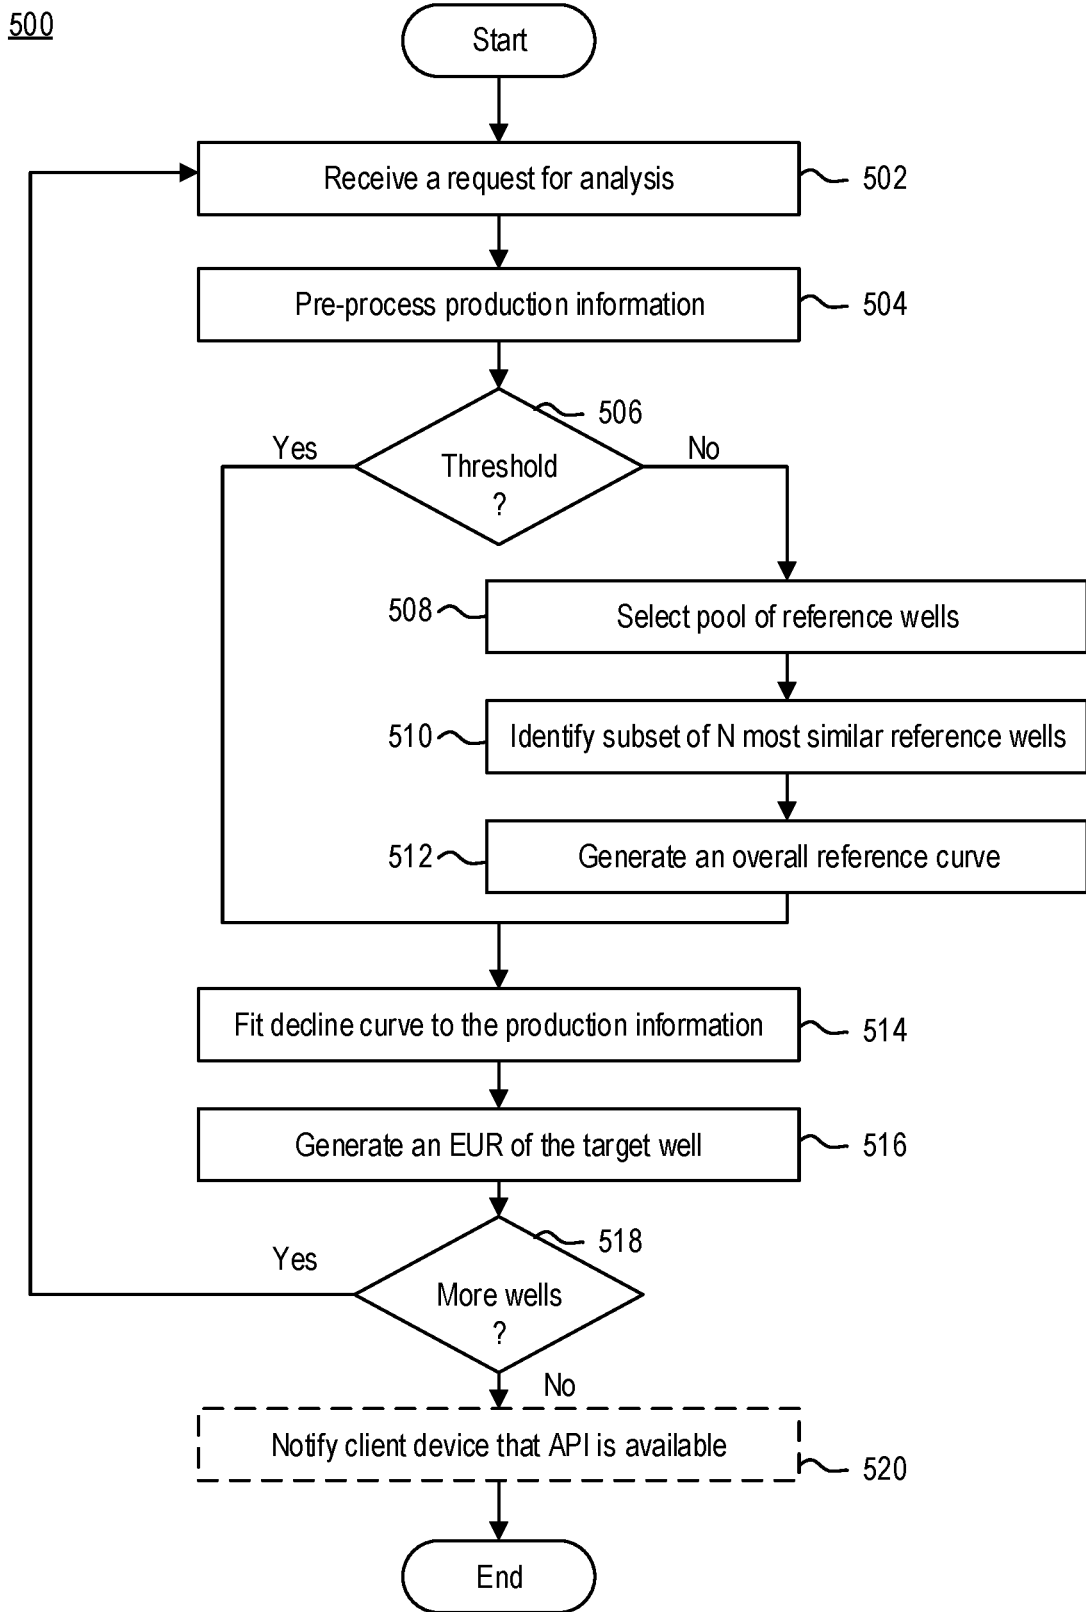 500
Start
Receive a request for analysis
502
Pre-process production information
504
506
Yes
No
Threshold
?
508
Select pool of reference wells
510
Identify subset of N most similar reference wells
512
Generate an overall reference curve
Fit decline curve to the production information
514
Generate an EUR of the target well
516
518
Yes
More wells
?
No
Notify client device that API is available
520
End